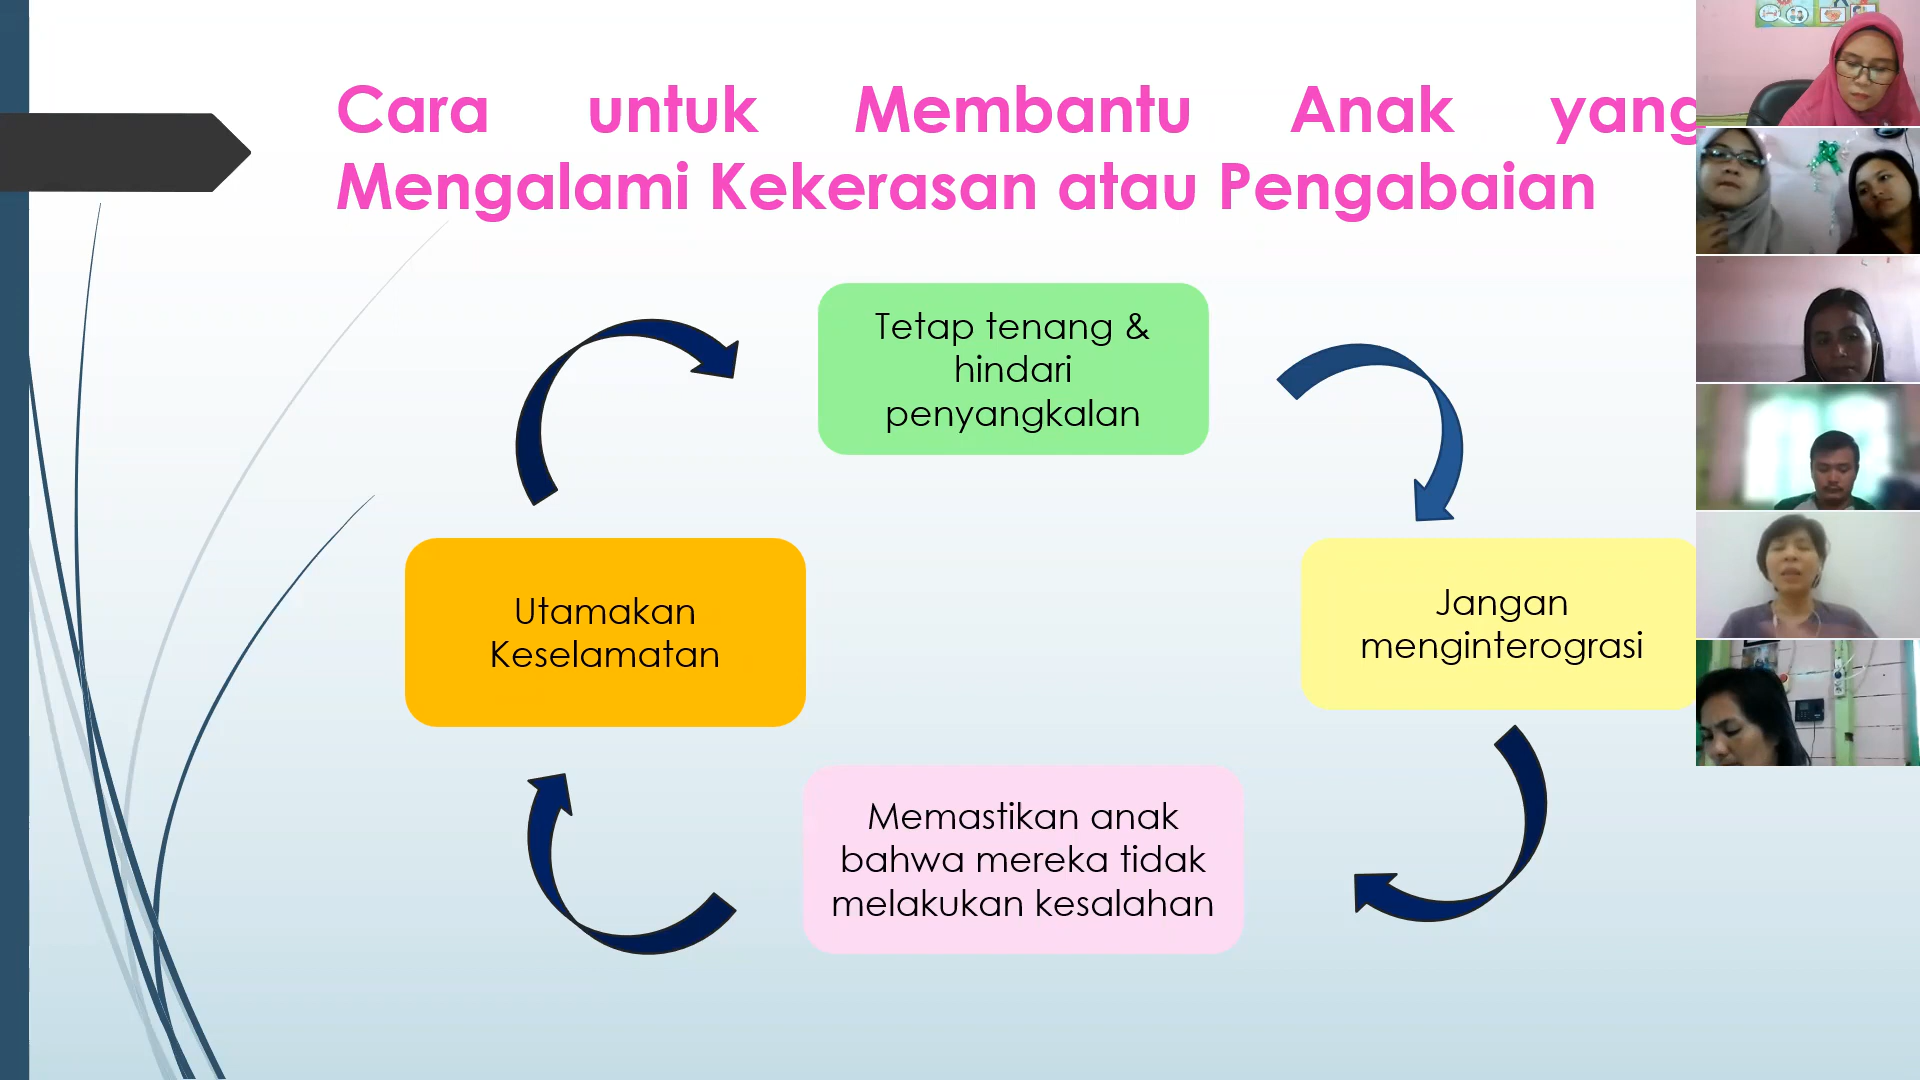 Cara untuk Membantu Anak yang
Mengalami Kekerasan atau Pengabaian
Tetap tenang &
hindari
penyangkalan
Jangan
menginterograsi
Memastikan anak
bahwa mereka tidak
melakukan kesalahan
Utamakan
Keselamatan